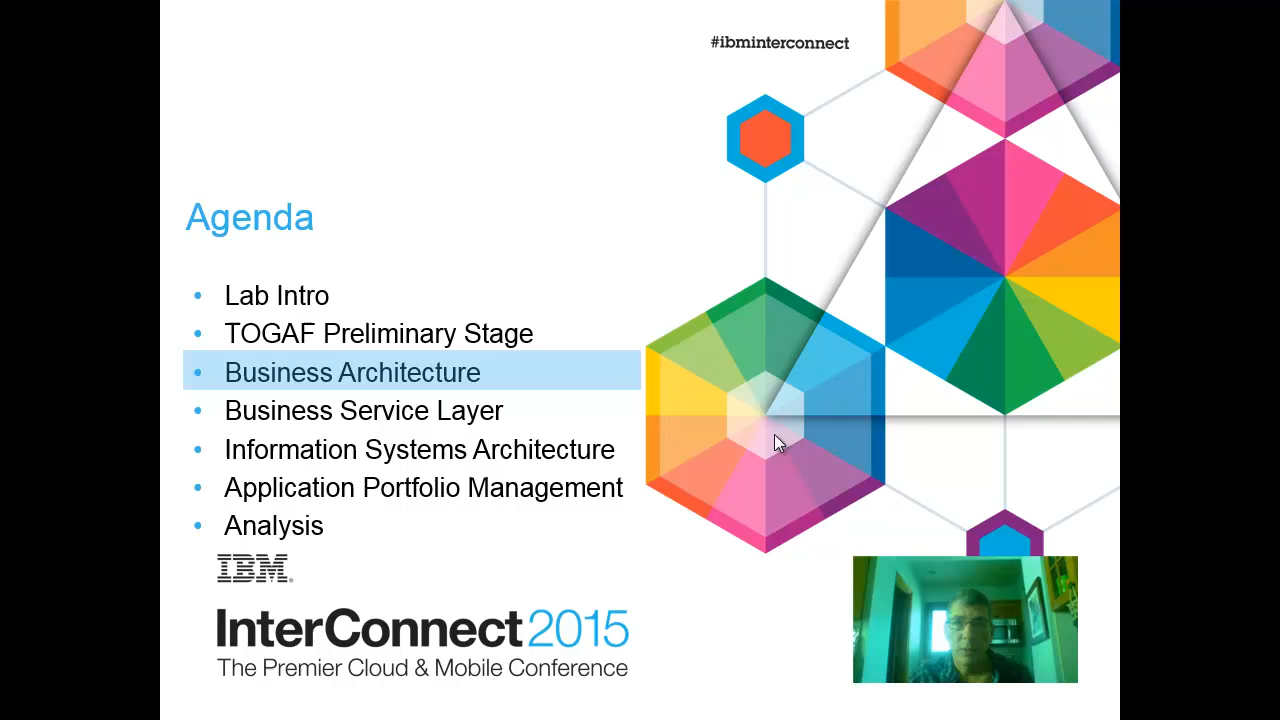 #ibminterconnect
Agenda
• Lab Intro
• TOGAF Preliminary Stage
• Business Architecture
• Business Service Layer
• Information Systems Architecture
• Application Portfolio Management
• Analysis
IBM®
InterConnect 2015
The Premier Cloud & Mobile Conference